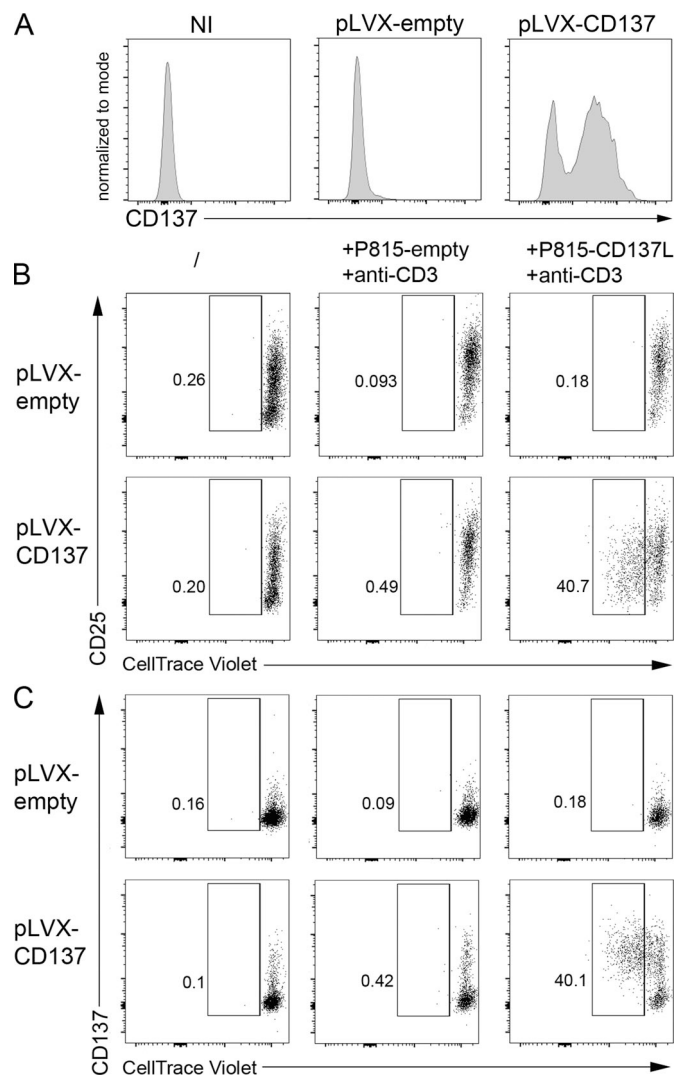 A
NI
pLVX-empty
pLVX-CD137
normalized to mode
CD137
/
+P815-empty
+anti-CD3
+P815-CD137L
+anti-CD3
B
pLVX-
empty
0.26
0.093
0.18
pLVX-
CD137
0.20
0.49
40.7
CD25
CellTrace Violet
C
pLVX-
empty
0.16
0.09
0.18
pLVX-
CD137
0.1
0.42
40.1
CD137
CellTrace Violet